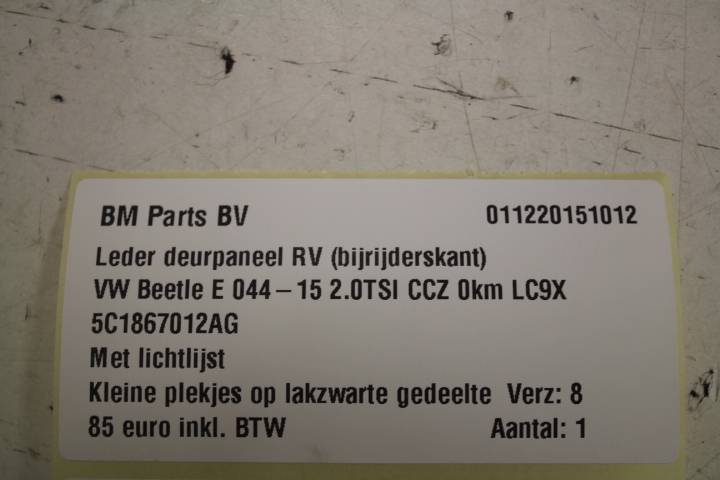 BM Parts BV 011220151012
Leder deurpaneel RV (bijrijderskant)
VW Beetle E 044-15 2.0TSI CCZ 0km LC9X
5C1867012AG
Met lichtlijst
Kleine plekjes op lakzwarte gedeelte Verz: 8
85 euro inkl. BTW Aantal: 1